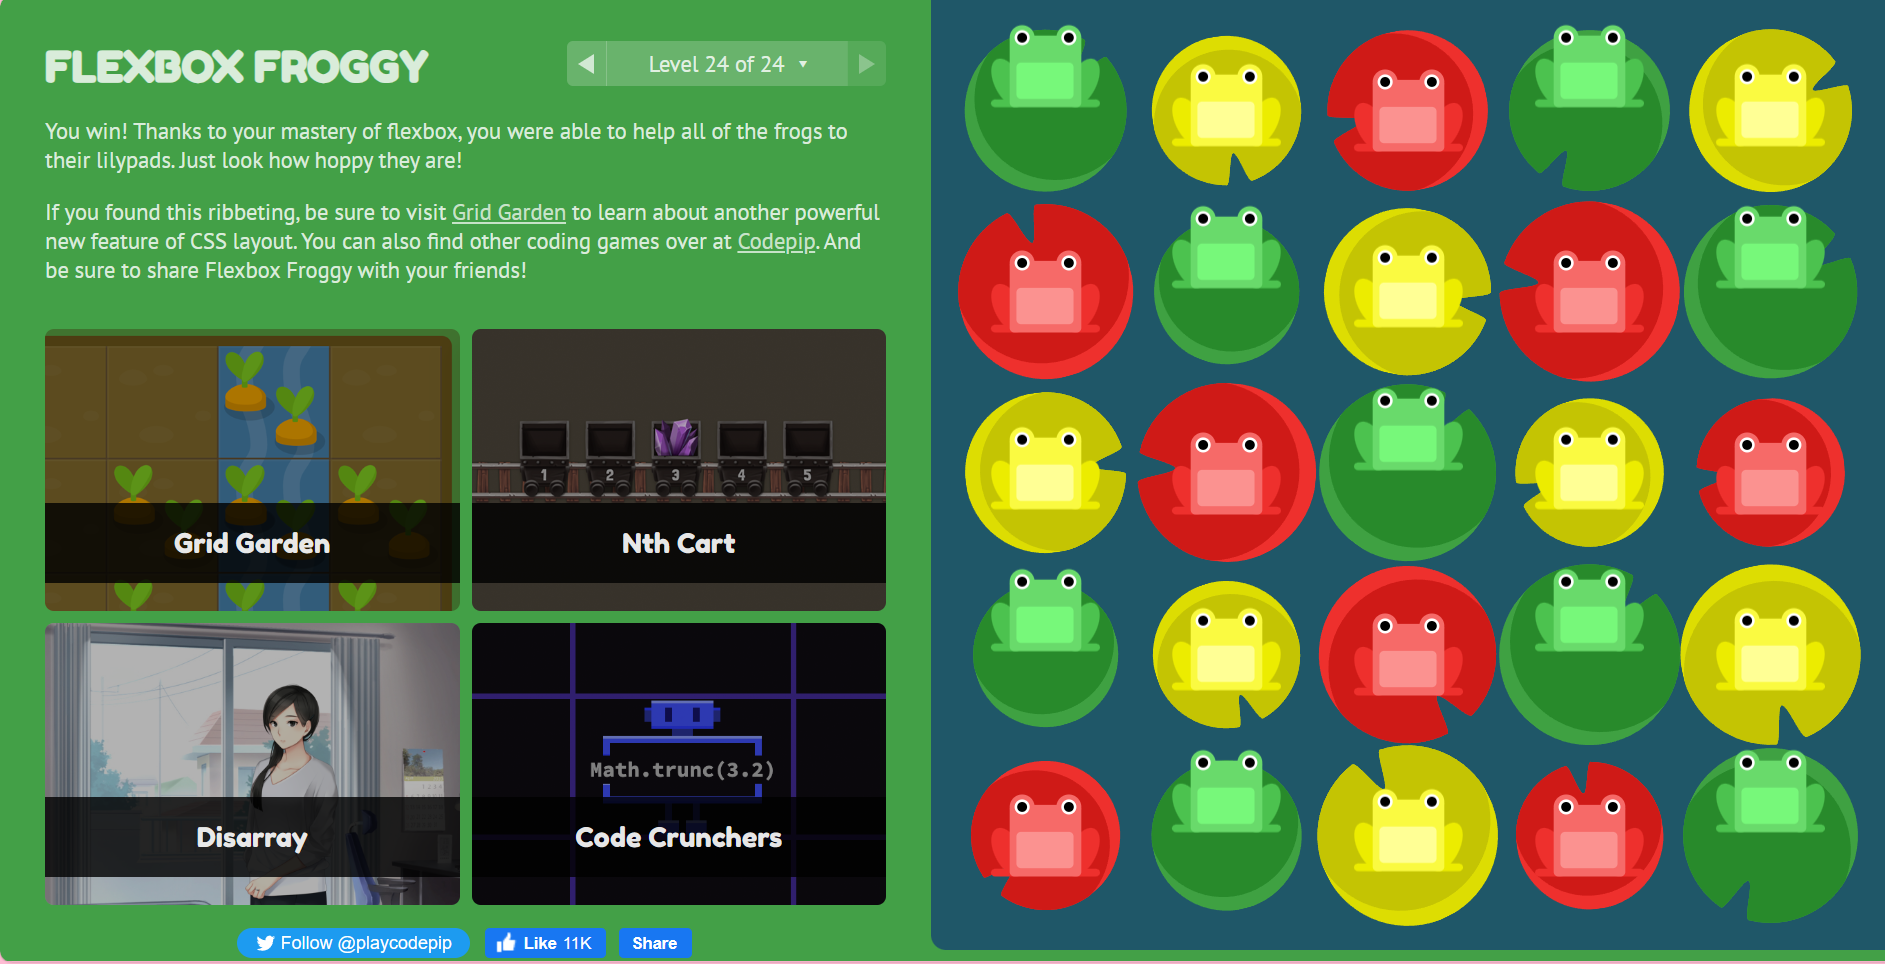 FLEXBOX FROGGY
Level 24 of 24
You win! Thanks to your mastery of flexbox, you were able to help all of the frogs to
their lilypads. Just look how hoppy they are!
If you found this ribbeting, be sure to visit Grid Garden to learn about another powerful
new feature of CSS layout. You can also find other coding games over at Codepip. And
be sure to share Flexbox Froggy with your friends!
Grid Garden
1 2 3 4 5
Nth Cart
Disarray
Math.trunc(3.2)
Code Crunchers
Follow @playcodepip
Like 11K
Share